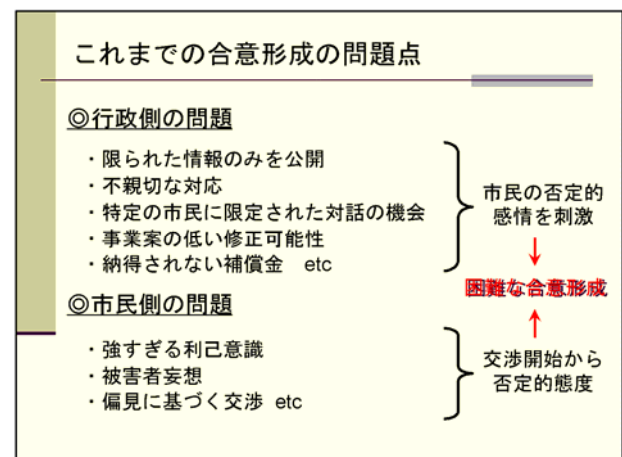 これまでの合意形成の問題点
◎行政側の問題
・限られた情報のみを公開
・不親切な対応
・特定の市民に限定された対話の機会
・事業案の低い修正可能性
・納得されない補償金 etc
市民の否定的
感情を刺激
↓
困難な合意形成
↑
◎市民側の問題
・強すぎる利己意識
・被害者妄想
・偏見に基づく交渉 etc
交渉開始から
否定的態度